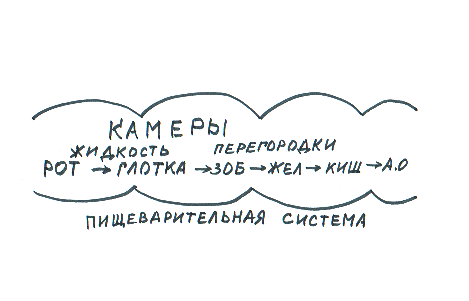 КАМЕРЫ
ЖИДКОСТЬ ПЕРЕГОРОДКИ
РОТ → ГЛОТКА → ЗОБ → ЖЕЛ → КИШ → А.О
ПИЩЕВАРИТЕЛЬНАЯ СИСТЕМА